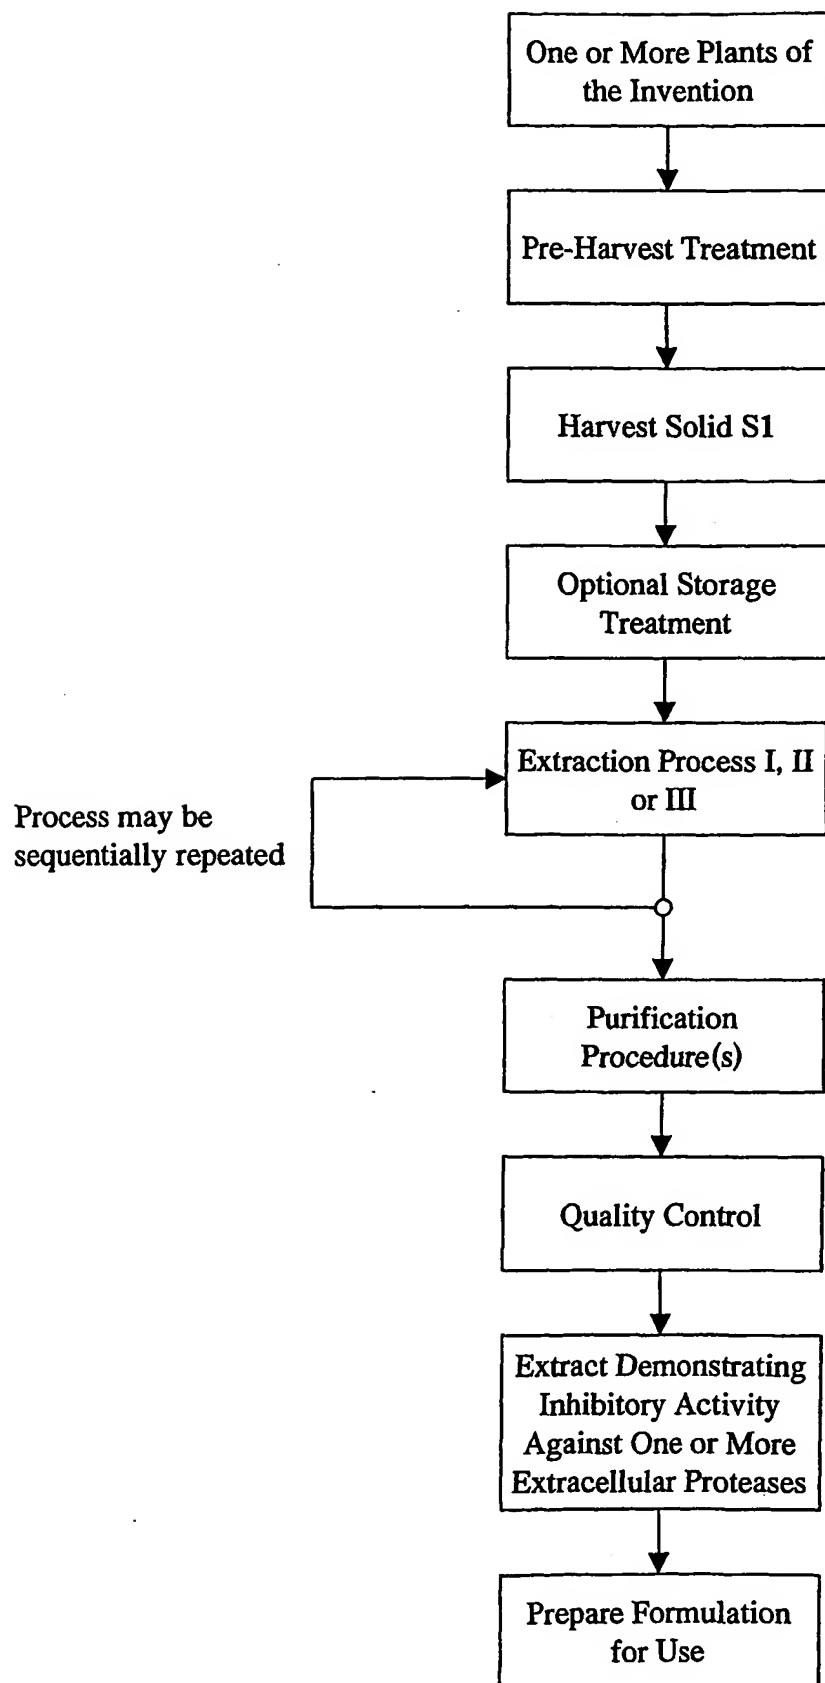 One or More Plants of
the Invention
Pre-Harvest Treatment
Harvest Solid S1
Optional Storage
Treatment
Extraction Process I, II
or III
Process may be
sequentially repeated
Purification
Procedure(s)
Quality Control
Extract Demonstrating
Inhibitory Activity
Against One or More
Extracellular Proteases
Prepare Formulation
for Use